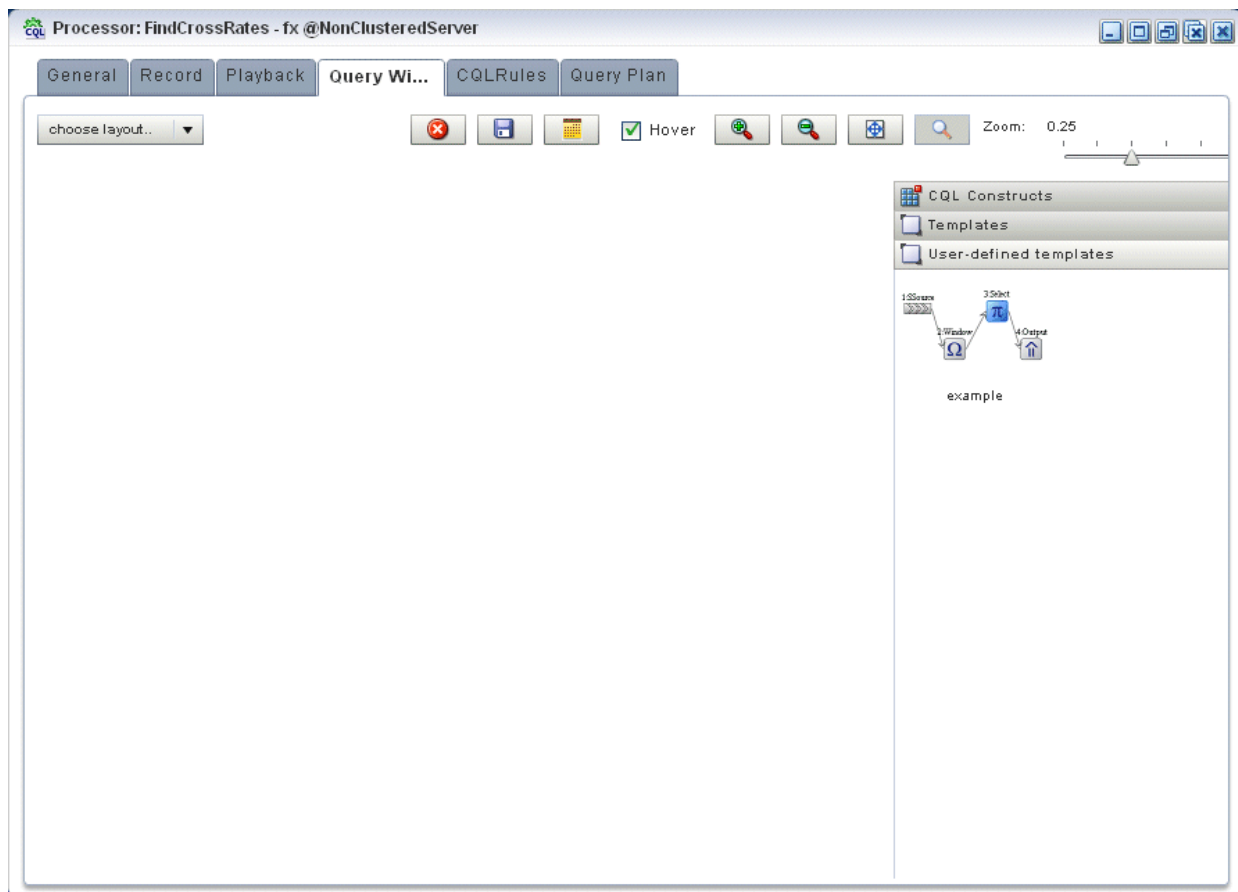 Processor: FindCrossRates - fx @NonClusteredServer
General Record Playback Query Wi... CQLRules Query Plan
choose layout.. Hover Zoom: 0.25
CQL Constructs
Templates
User-defined templates
1:SSource 3:Select
2:Window 4:Output
example